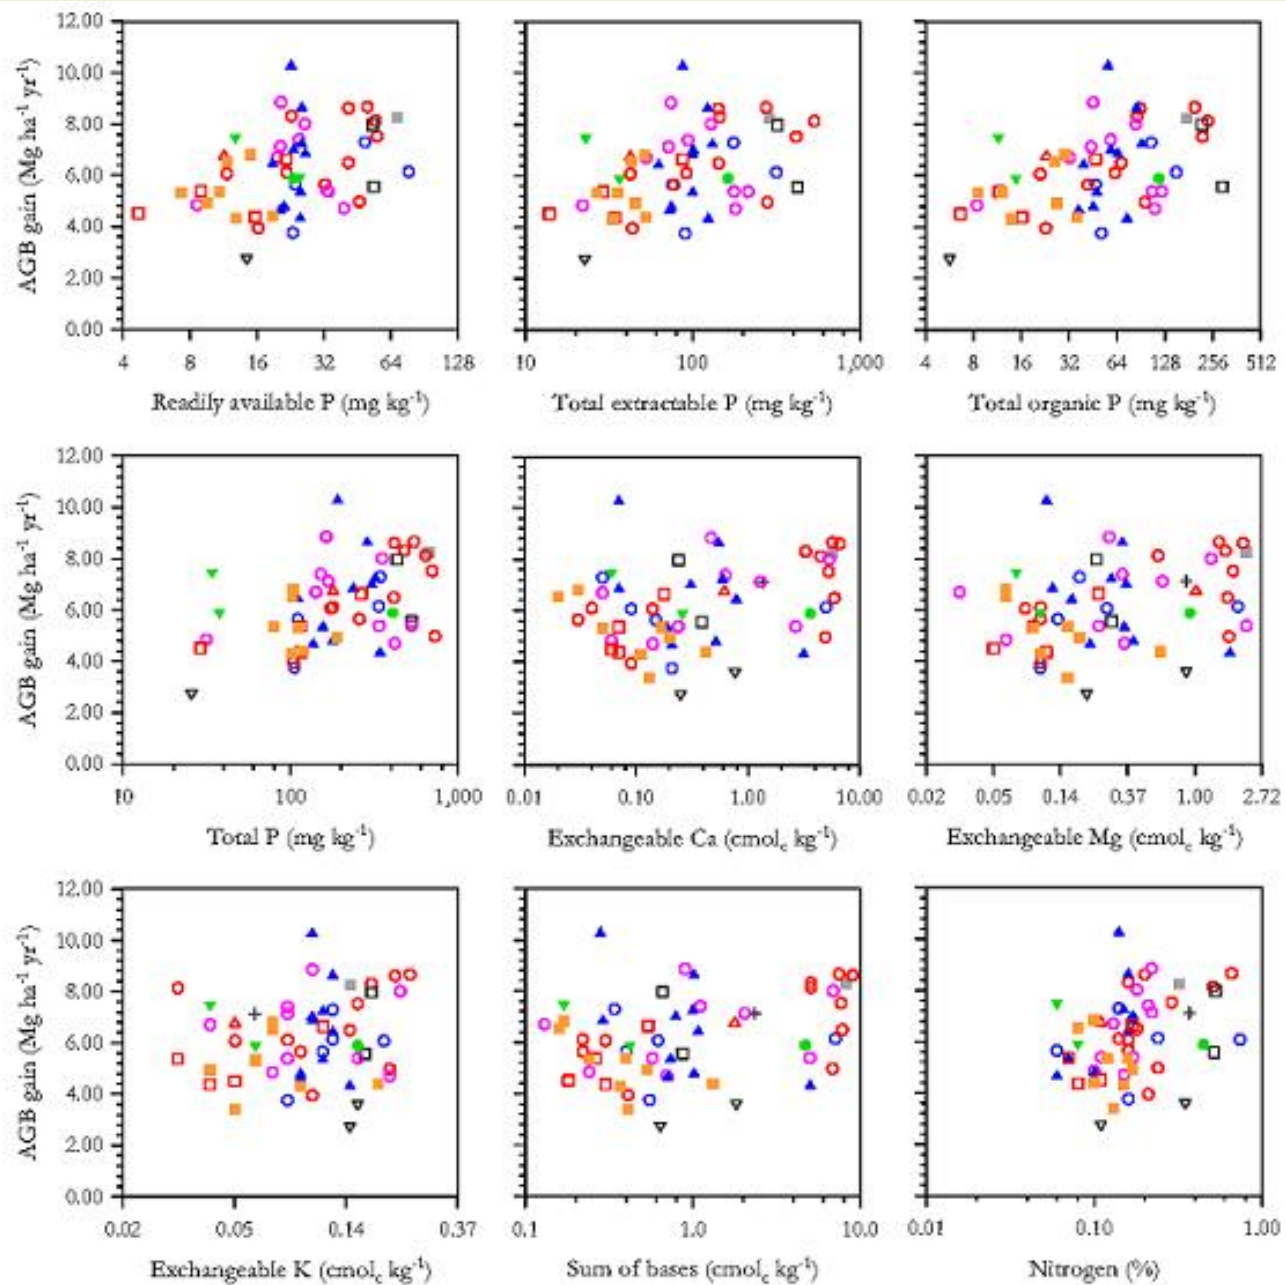 12.00
10.00
8.00
6.00
4.00
2.00
0.00
AGB gain (Mg ha⁻¹ yr⁻¹)
4 8 16 32 64 128
Readily available P (mg kg⁻¹)
10 100 1,000
Total extractable P (mg kg⁻¹)
4 8 16 32 64 128 256 512
Total organic P (mg kg⁻¹)
12.00
10.00
8.00
6.00
4.00
2.00
0.00
AGB gain (Mg ha⁻¹ yr⁻¹)
10 100 1,000
Total P (mg kg⁻¹)
0.01 0.10 1.00 10.00
Exchangeable Ca (cmol꜀ kg⁻¹)
0.02 0.05 0.14 0.37 1.00 2.72
Exchangeable Mg (cmol꜀ kg⁻¹)
12.00
10.00
8.00
6.00
4.00
2.00
0.00
AGB gain (Mg ha⁻¹ yr⁻¹)
0.02 0.05 0.14 0.37
Exchangeable K (cmol꜀ kg⁻¹)
0.1 1.0 10.0
Sum of bases (cmol꜀ kg⁻¹)
0.01 0.10 1.00
Nitrogen (%)